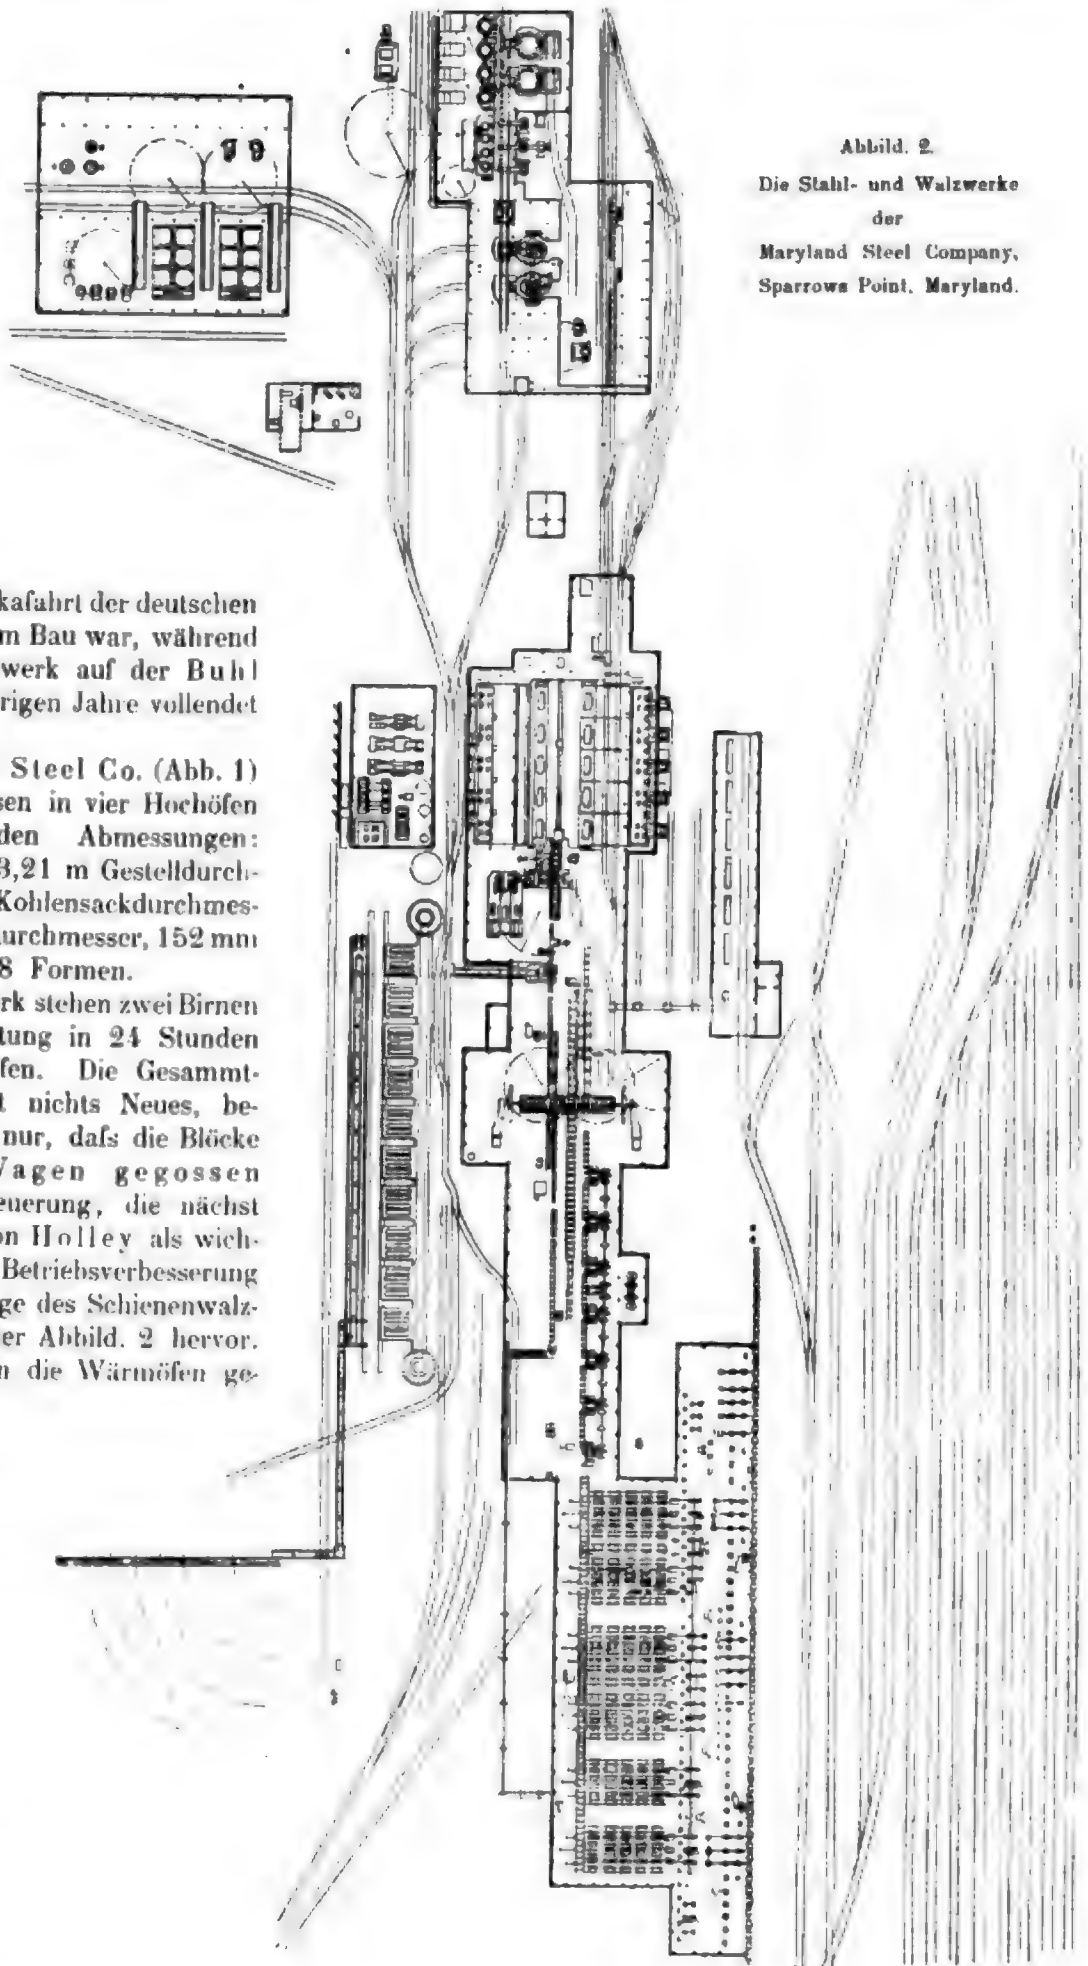 Abbild. 2.
Die Stahl- und Walzwerke
der
Maryland Steel Company,
Sparrows Point, Maryland.
kafahrt der deutschen
m Bau war, während
werk auf der Buhl
rigen Jahre vollendet
Steel Co. (Abb. 1)
sen in vier Hochöfen
den Abmessungen:
3,21 m Gestelldurch-
Kohlensackdurchmes-
durchmesser, 152 mm
8 Formen.
rk stehen zwei Birnen
tung in 24 Stunden
fen. Die Gesammt-
t nichts Neues, be-
nur, daſs die Blöcke
Wagen gegossen
euerung, die nächst
on Holley als wich-
Betriebsverbesserung
ge des Schienenwalz-
er Abbild. 2 hervor.
n die Wärmöfen ge-